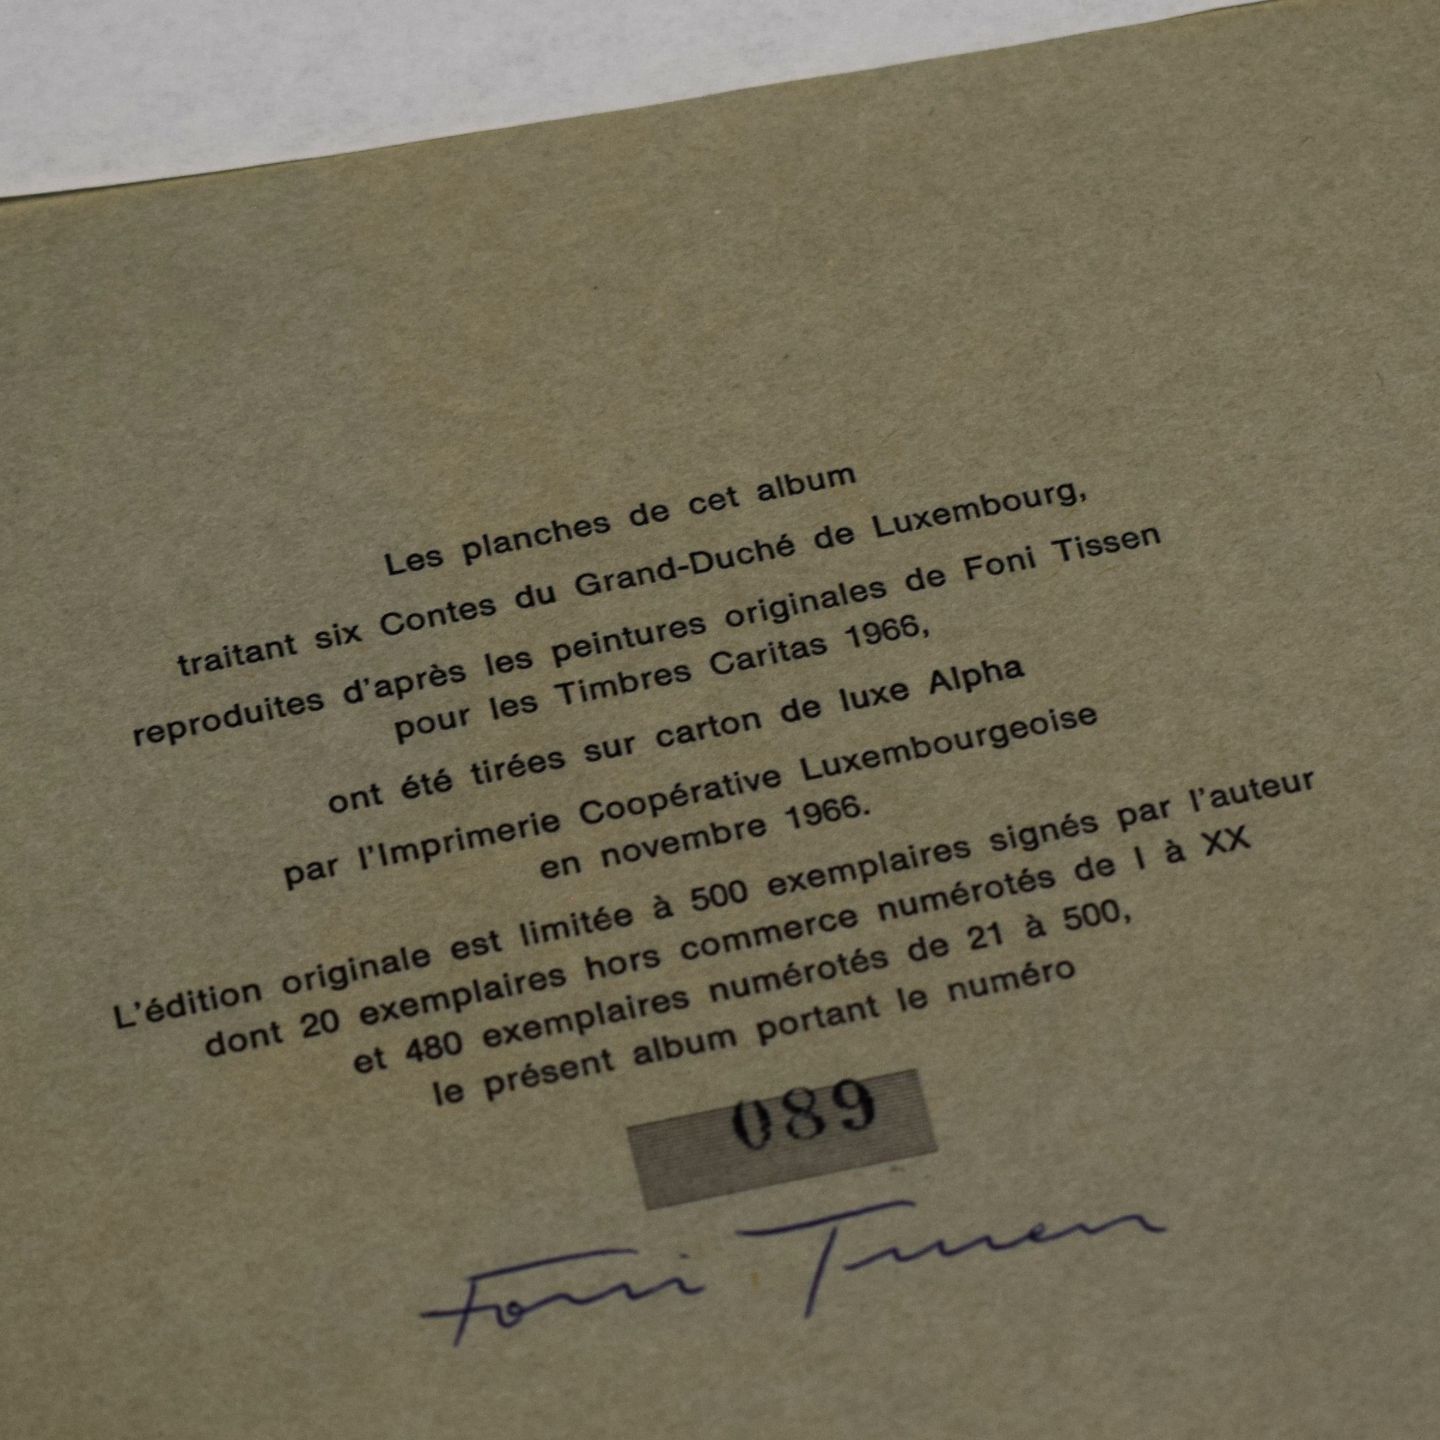 Les planches de cet album
traitant six Contes du Grand-Duché de Luxembourg,
reproduites d'après les peintures originales de Foni Tissen
pour les Timbres Caritas 1966,
ont été tirées sur carton de luxe Alpha
par l'Imprimerie Coopérative Luxembourgeoise
en novembre 1966.
L'édition originale est limitée à 500 exemplaires signés par l'auteur
dont 20 exemplaires hors commerce numérotés de I à XX
et 480 exemplaires numérotés de 21 à 500,
le présent album portant le numéro
089
Foni Tissen